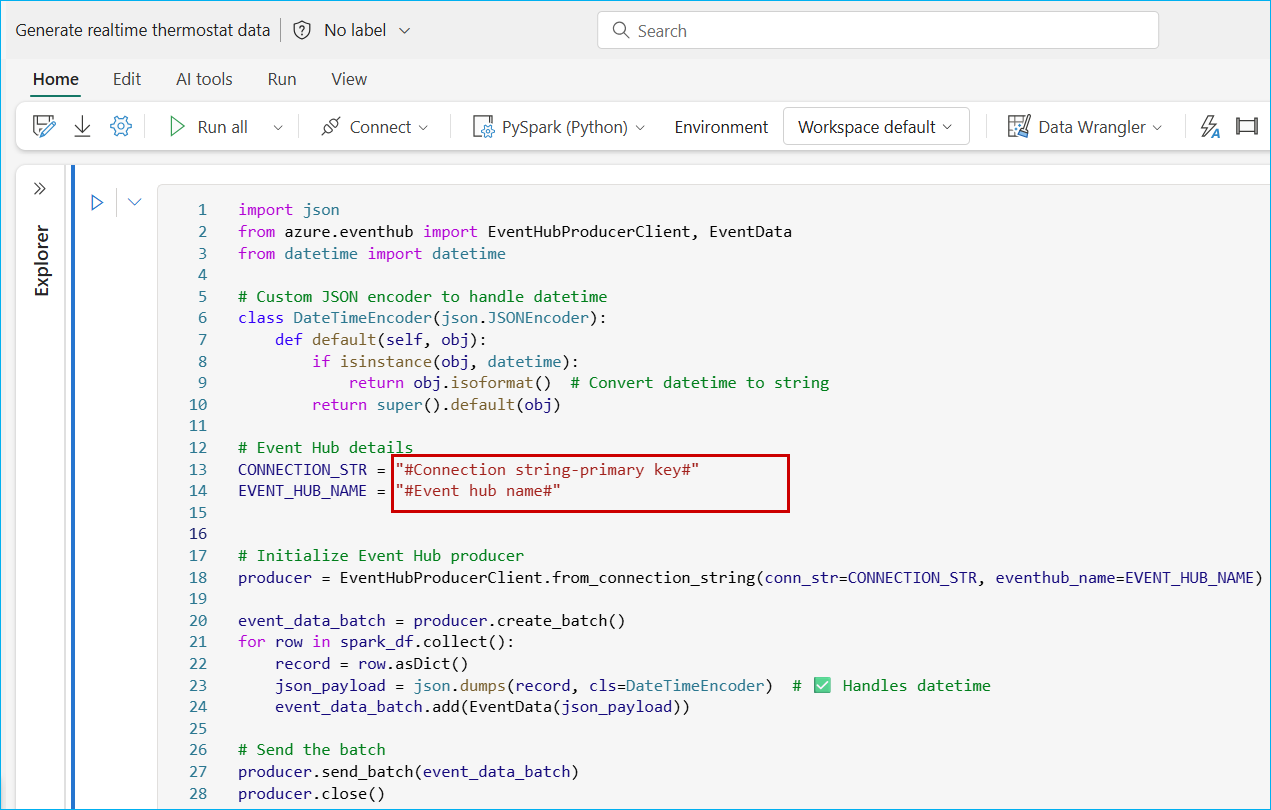 Generate realtime thermostat data No label Search
Home Edit AI tools Run View
Run all Connect PySpark (Python) Environment Workspace default Data Wrangler
Explorer
1 import json
2 from azure.eventhub import EventHubProducerClient, EventData
3 from datetime import datetime
4
5 # Custom JSON encoder to handle datetime
6 class DateTimeEncoder(json.JSONEncoder):
7     def default(self, obj):
8         if isinstance(obj, datetime):
9             return obj.isoformat()  # Convert datetime to string
10         return super().default(obj)
11
12 # Event Hub details
13 CONNECTION_STR = "#Connection string-primary key#"
14 EVENT_HUB_NAME = "#Event hub name#"
15
16
17 # Initialize Event Hub producer
18 producer = EventHubProducerClient.from_connection_string(conn_str=CONNECTION_STR, eventhub_name=EVENT_HUB_NAME)
19
20 event_data_batch = producer.create_batch()
21 for row in spark_df.collect():
22     record = row.asDict()
23     json_payload = json.dumps(record, cls=DateTimeEncoder)  # ✅ Handles datetime
24     event_data_batch.add(EventData(json_payload))
25
26 # Send the batch
27 producer.send_batch(event_data_batch)
28 producer.close()